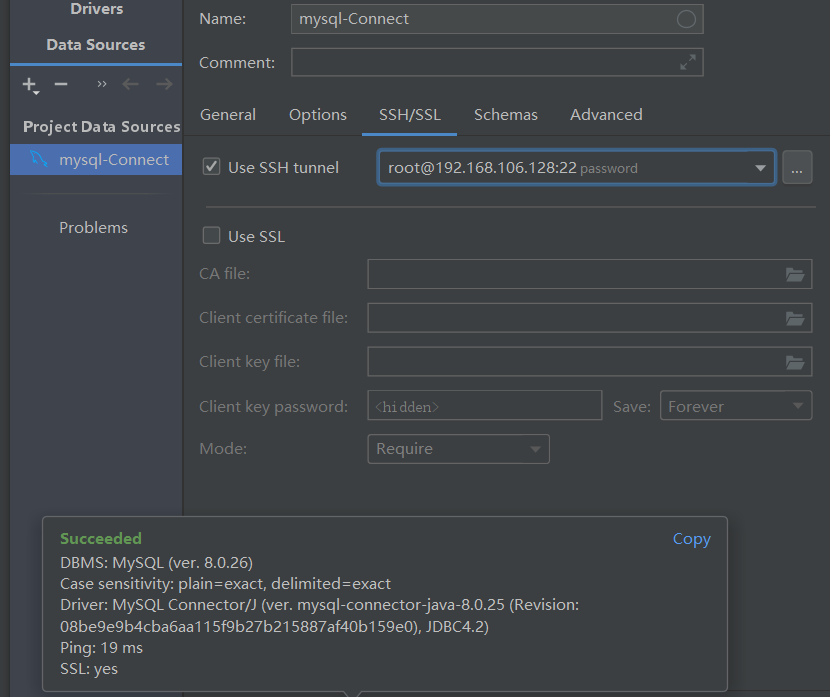 Drivers
Data Sources
Project Data Sources
mysql-Connect
Problems
Name: mysql-Connect
Comment:
General Options SSH/SSL Schemas Advanced
Use SSH tunnel root@192.168.106.128:22 password ...
Use SSL
CA file:
Client certificate file:
Client key file:
Client key password: <hidden> Save: Forever
Mode: Require
Succeeded Copy
DBMS: MySQL (ver. 8.0.26)
Case sensitivity: plain=exact, delimited=exact
Driver: MySQL Connector/J (ver. mysql-connector-java-8.0.25 (Revision:
08be9e9b4cba6aa115f9b27b215887af40b159e0), JDBC4.2)
Ping: 19 ms
SSL: yes